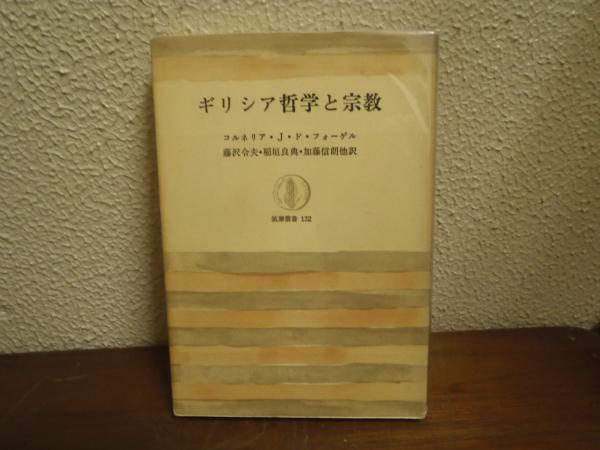 ギリシア哲学と宗教
コルネリア・J・ド・フォーゲル
藤沢令夫・稲垣良典・加藤信朗他訳
筑摩叢書 132